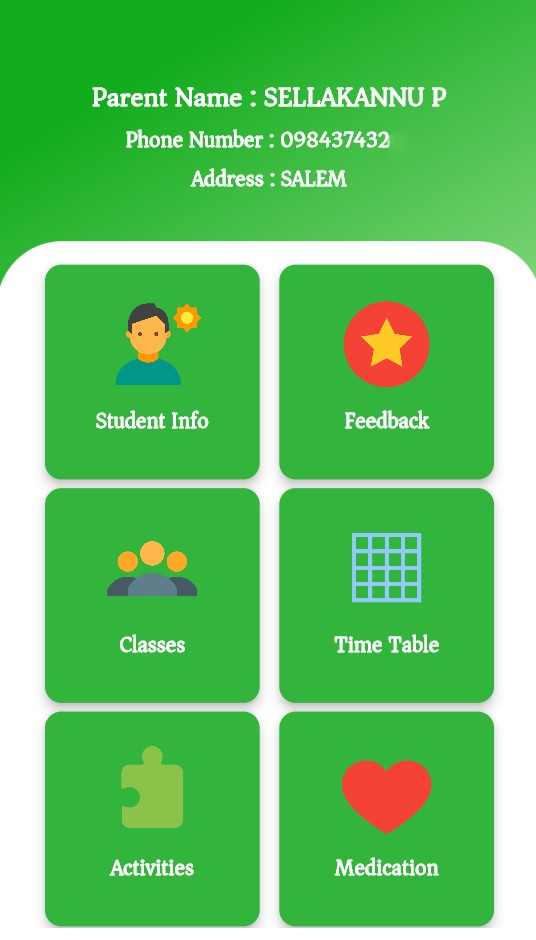 Parent Name : SELLAKANNU P
Phone Number : 098437432
Address : SALEM
Student Info
Feedback
Classes
Time Table
Activities
Medication